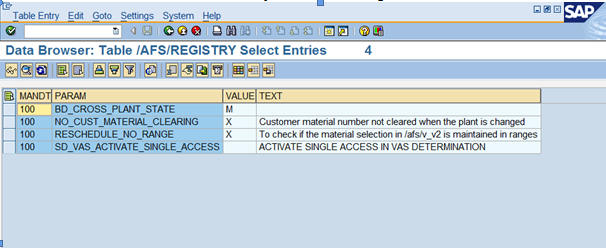 Table Entry Edit Goto Settings System Help
SAP
Data Browser: Table /AFS/REGISTRY Select Entries 4
MANDT PARAM VALUE TEXT
100 BD_CROSS_PLANT_STATE M
100 NO_CUST_MATERIAL_CLEARING X Customer material number not cleared when the plant is changed
100 RESCHEDULE_NO_RANGE X To check if the material selection in /afs/v_v2 is maintained in ranges
100 SD_VAS_ACTIVATE_SINGLE_ACCESS ACTIVATE SINGLE ACCESS IN VAS DETERMINATION